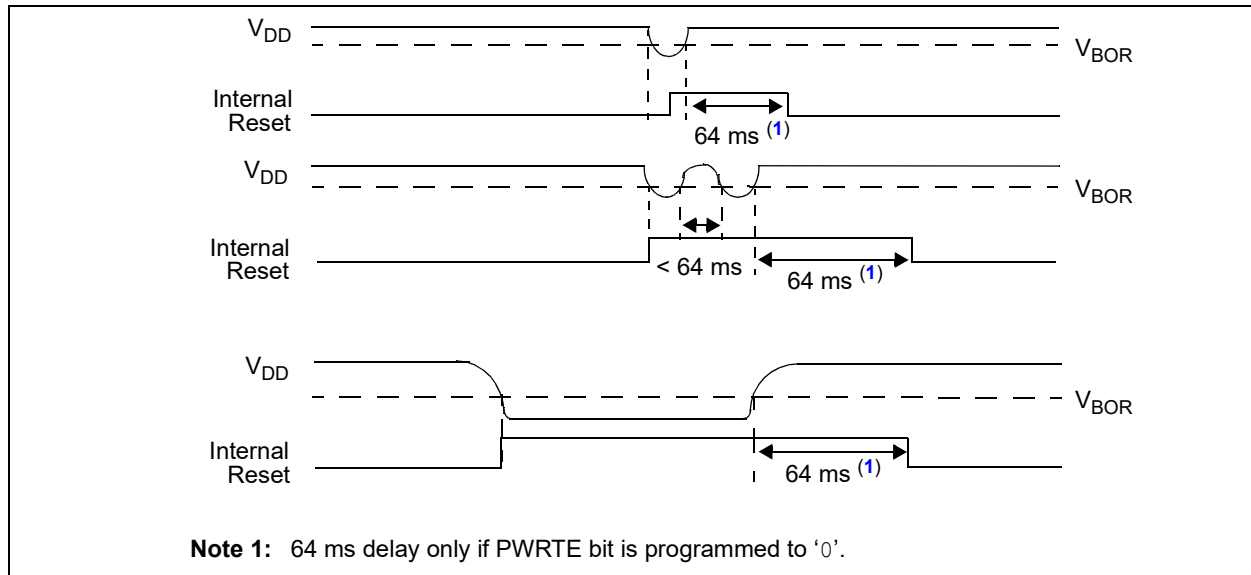 VDD
VBOR
Internal
Reset
64 ms (1)
VDD
VBOR
Internal
Reset
< 64 ms
64 ms (1)
VDD
VBOR
Internal
Reset
64 ms (1)
Note 1: 64 ms delay only if PWRTE bit is programmed to ‘0’.